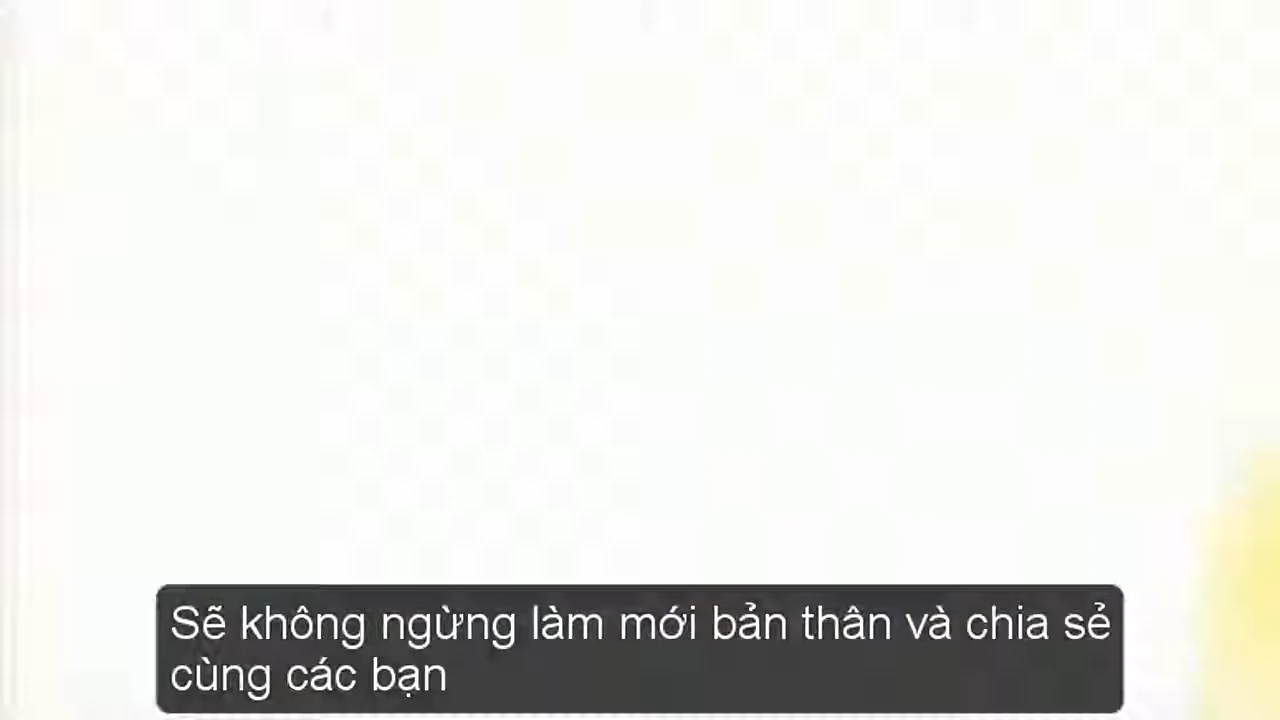 Sẽ không ngừng làm mới bản thân và chia sẻ
cùng các bạn